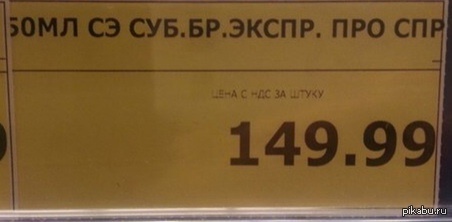 50МЛ СЭ СУБ.БР.ЭКСПР. ПРО СПР
ЦЕНА С НДС ЗА ШТУКУ
149.99
pikabu.ru